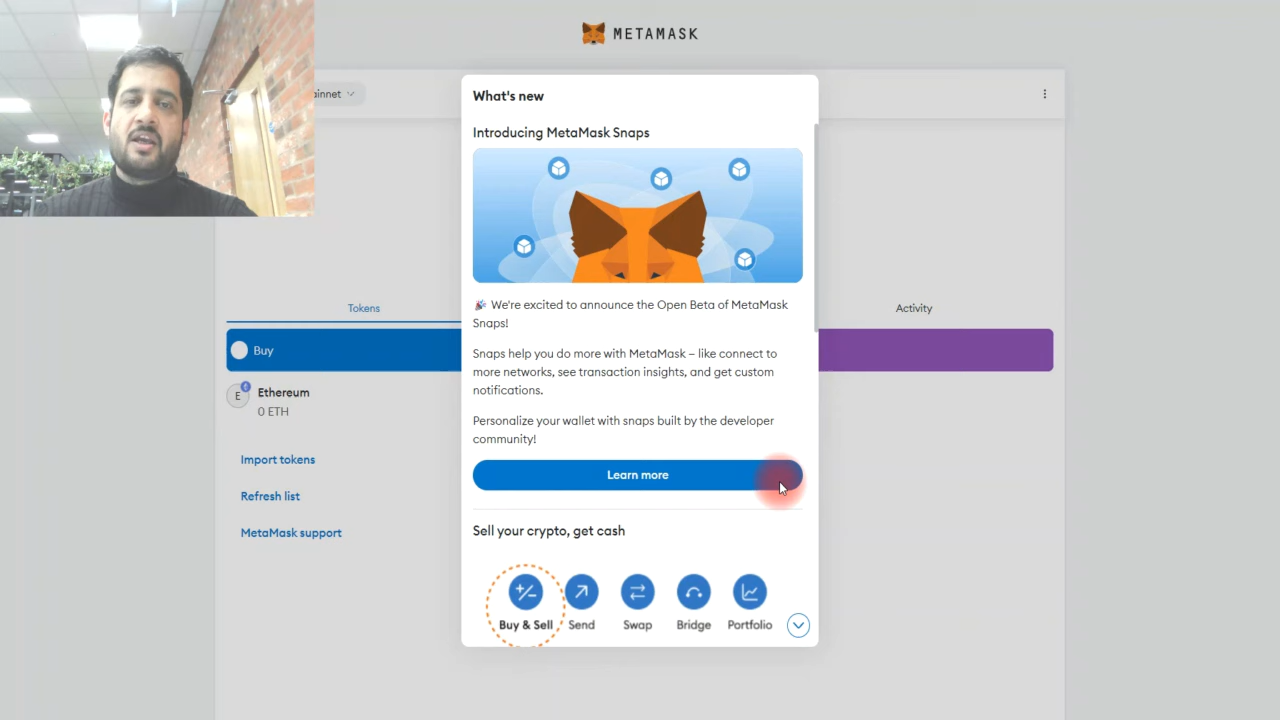 METAMASK
What's new
ainnet
Introducing MetaMask Snaps
🎉 We're excited to announce the Open Beta of MetaMask
Snaps!
Snaps help you do more with MetaMask – like connect to
more networks, see transaction insights, and get custom
notifications.
Personalize your wallet with snaps built by the developer
community!
Learn more
Sell your crypto, get cash
Buy & Sell Send Swap Bridge Portfolio
Tokens
Activity
Buy
E Ethereum
0 ETH
Import tokens
Refresh list
MetaMask support